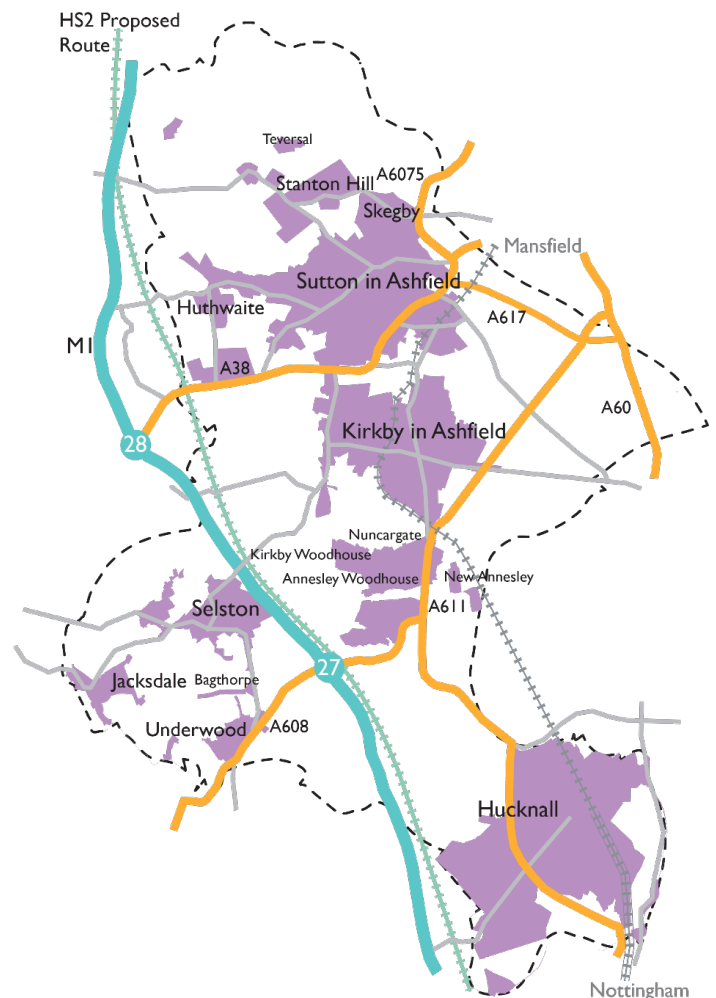 HS2 Proposed
Route
Teversal
A6075
Stanton Hill
Skegby
Mansfield
Sutton in Ashfield
Huthwaite
A617
M1
A38
A60
28
Kirkby in Ashfield
Nuncargate
Kirkby Woodhouse
Annesley Woodhouse
New Annesley
A611
Selston
27
Jacksdale
Bagthorpe
Underwood
A608
Hucknall
Nottingham